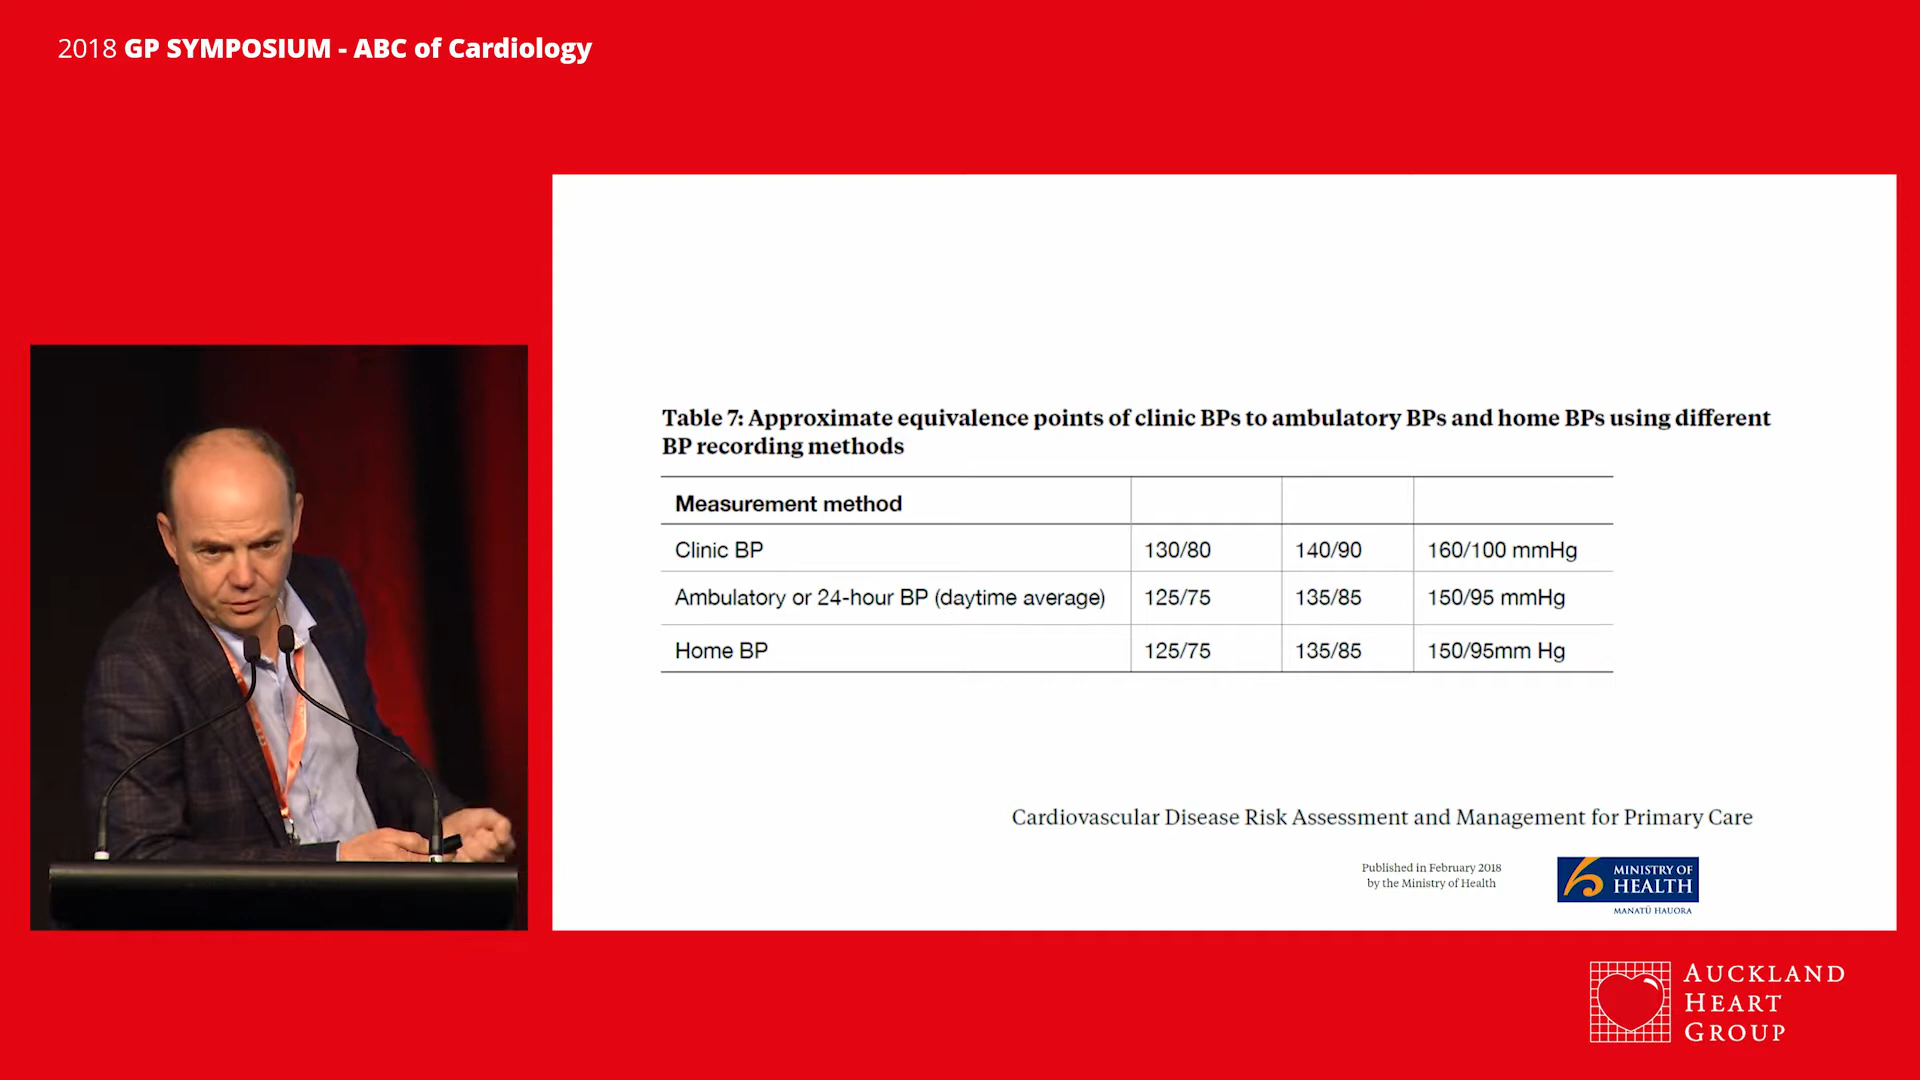 2018 GP SYMPOSIUM - ABC of Cardiology
Table 7: Approximate equivalence points of clinic BPs to ambulatory BPs and home BPs using different
BP recording methods
Measurement method
Clinic BP 130/80 140/90 160/100 mmHg
Ambulatory or 24-hour BP (daytime average) 125/75 135/85 150/95 mmHg
Home BP 125/75 135/85 150/95mm Hg
Cardiovascular Disease Risk Assessment and Management for Primary Care
Published in February 2018
by the Ministry of Health
MINISTRY OF
HEALTH
MANATŪ HAUORA
AUCKLAND
HEART
GROUP